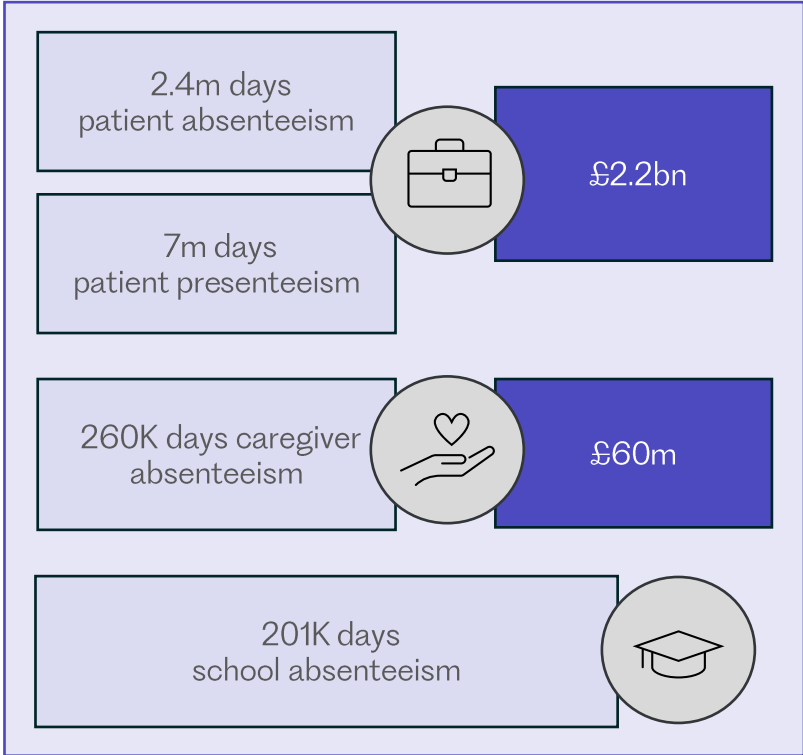 2.4m days
patient absenteeism
£2.2bn
7m days
patient presenteeism
260K days caregiver
absenteeism
£60m
201K days
school absenteeism